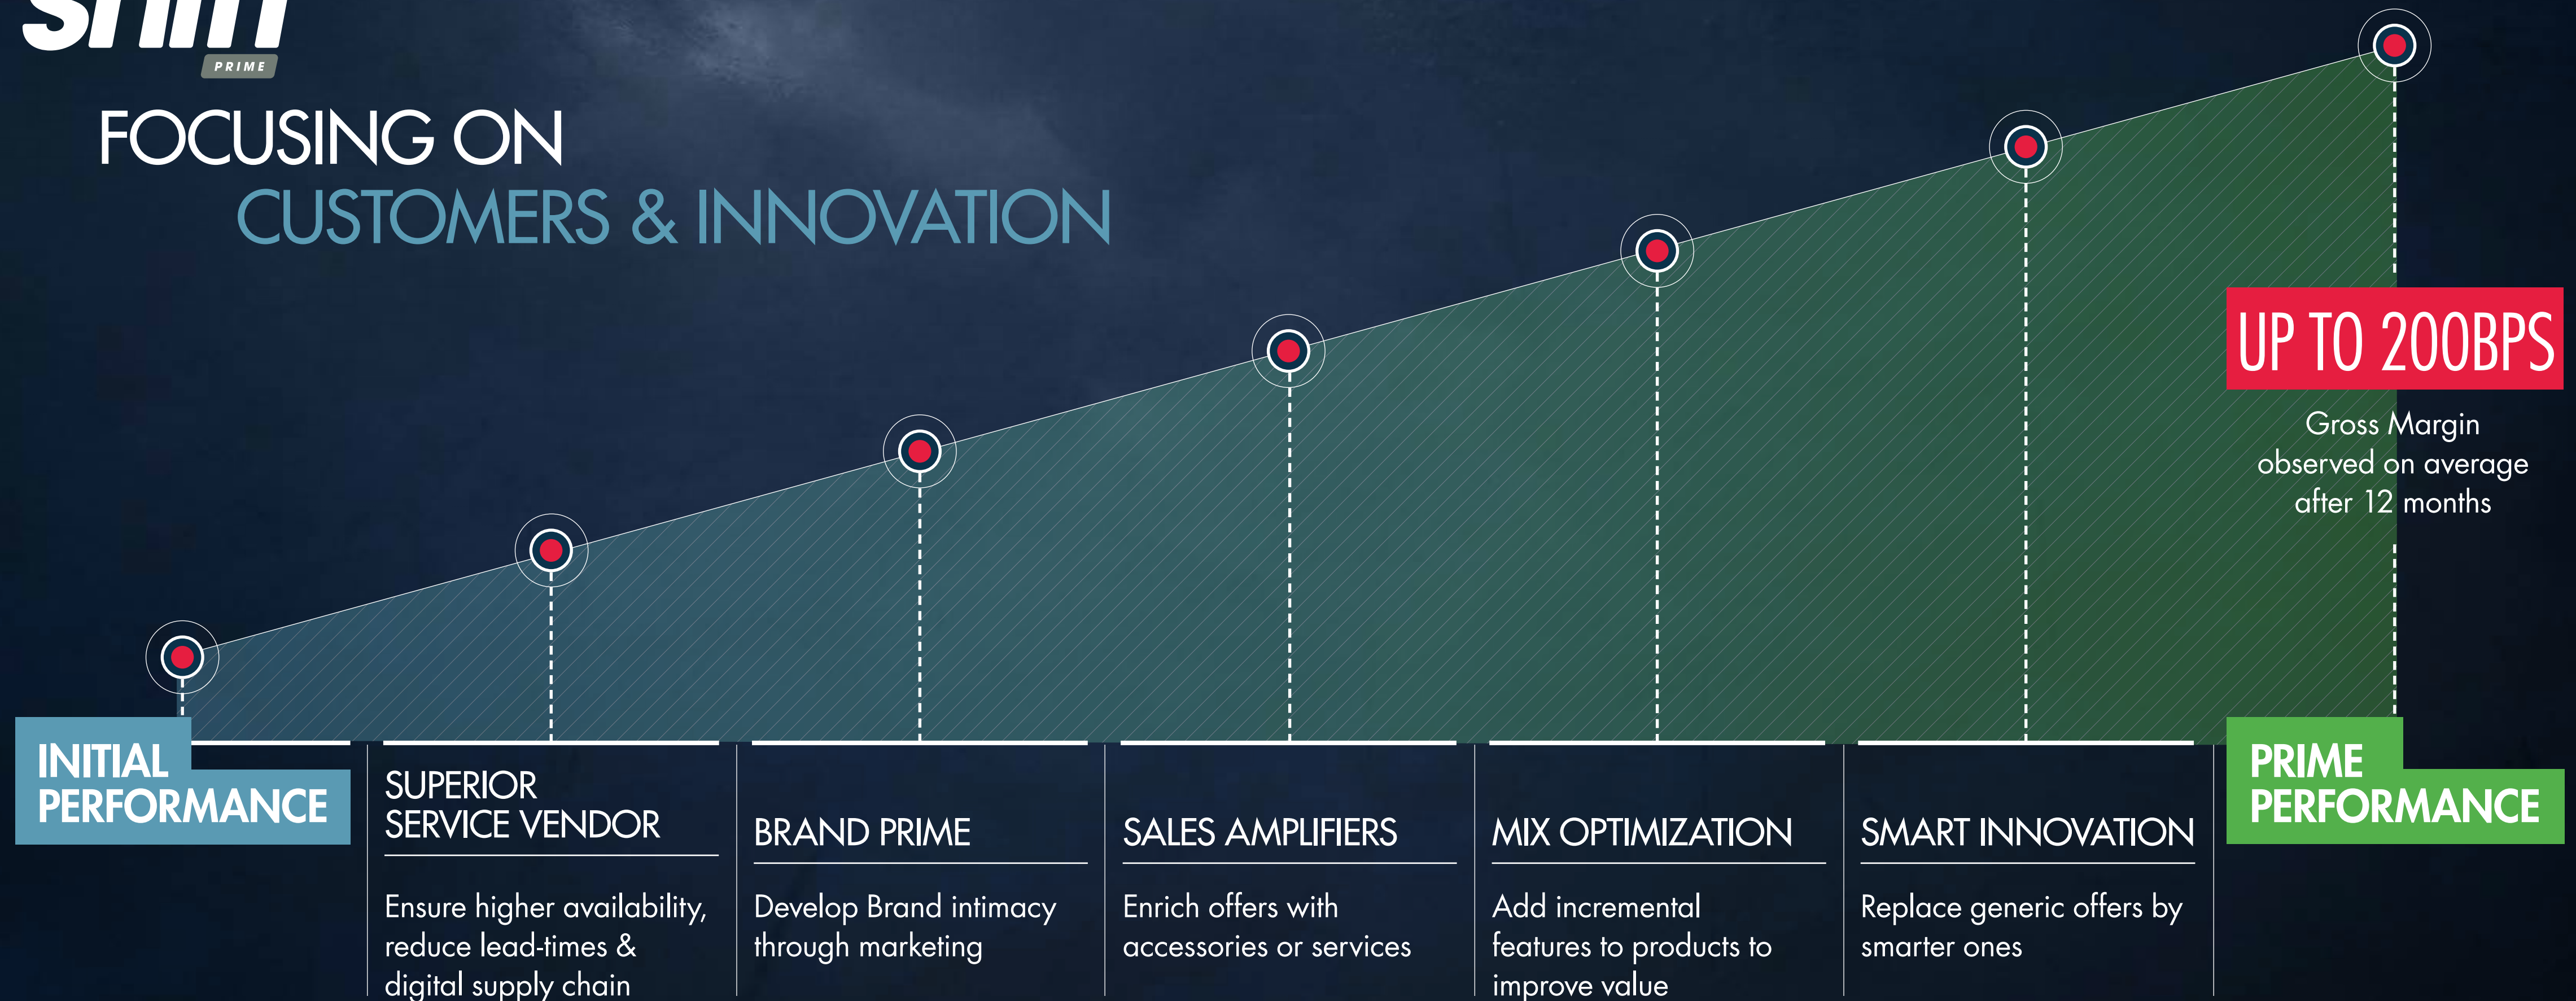 PRIME
FOCUSING ON
CUSTOMERS & INNOVATION
UP TO 200BPS
Gross Margin
observed on average
after 12 months
INITIAL
PERFORMANCE
SUPERIOR
SERVICE VENDOR
Ensure higher availability,
reduce lead-times &
digital supply chain
BRAND PRIME
Develop Brand intimacy
through marketing
SALES AMPLIFIERS
Enrich offers with
accessories or services
MIX OPTIMIZATION
Add incremental
features to products to
improve value
SMART INNOVATION
Replace generic offers by
smarter ones
PRIME
PERFORMANCE